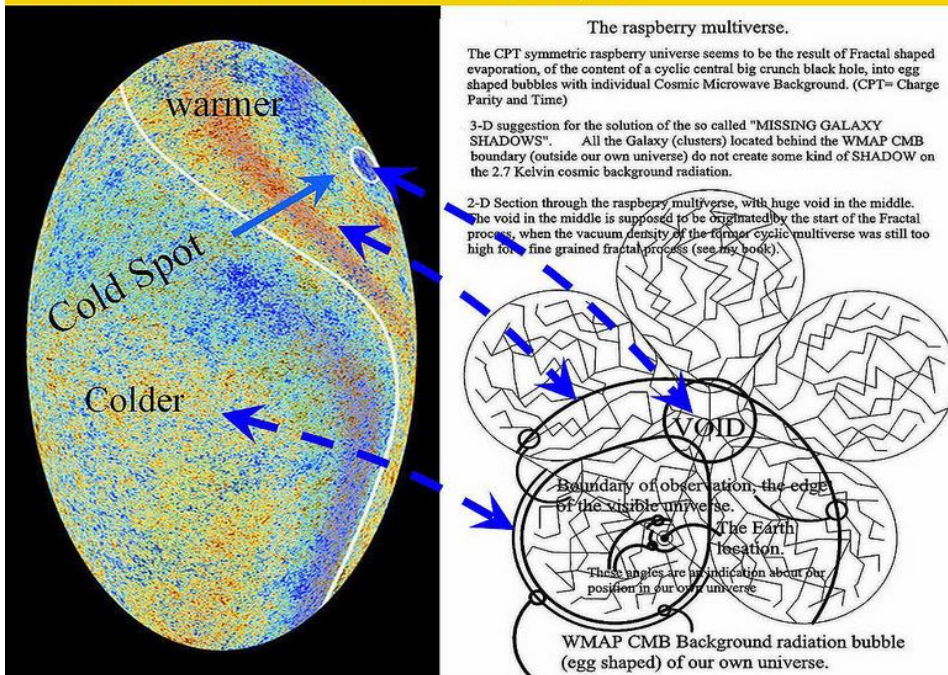 warmer
Cold Spot
Colder
The raspberry multiverse.
The CPT symmetric raspberry universe seems to be the result of Fractal shaped
evaporation, of the content of a cyclic central big crunch black hole, into egg
shaped bubbles with individual Cosmic Microwave Background. (CPT= Charge
Parity and Time)
3-D suggestion for the solution of the so called "MISSING GALAXY
SHADOWS". All the Galaxy (clusters) located behind the WMAP CMB
boundary (outside our own universe) do not create some kind of SHADOW on
the 2.7 Kelvin cosmic background radiation.
2-D Section through the raspberry multiverse, with huge void in the middle.
The void in the middle is supposed to be originated by the start of the Fractal
process, when the vacuum density of the former cyclic multiverse was still too
high for a fine grained fractal process (see my book).
VOID
Boundary of observation, the edge
of the visible universe.
The Earth
location.
These angles are an indication about our
position in our own universe
WMAP CMB Background radiation bubble
(egg shaped) of our own universe.